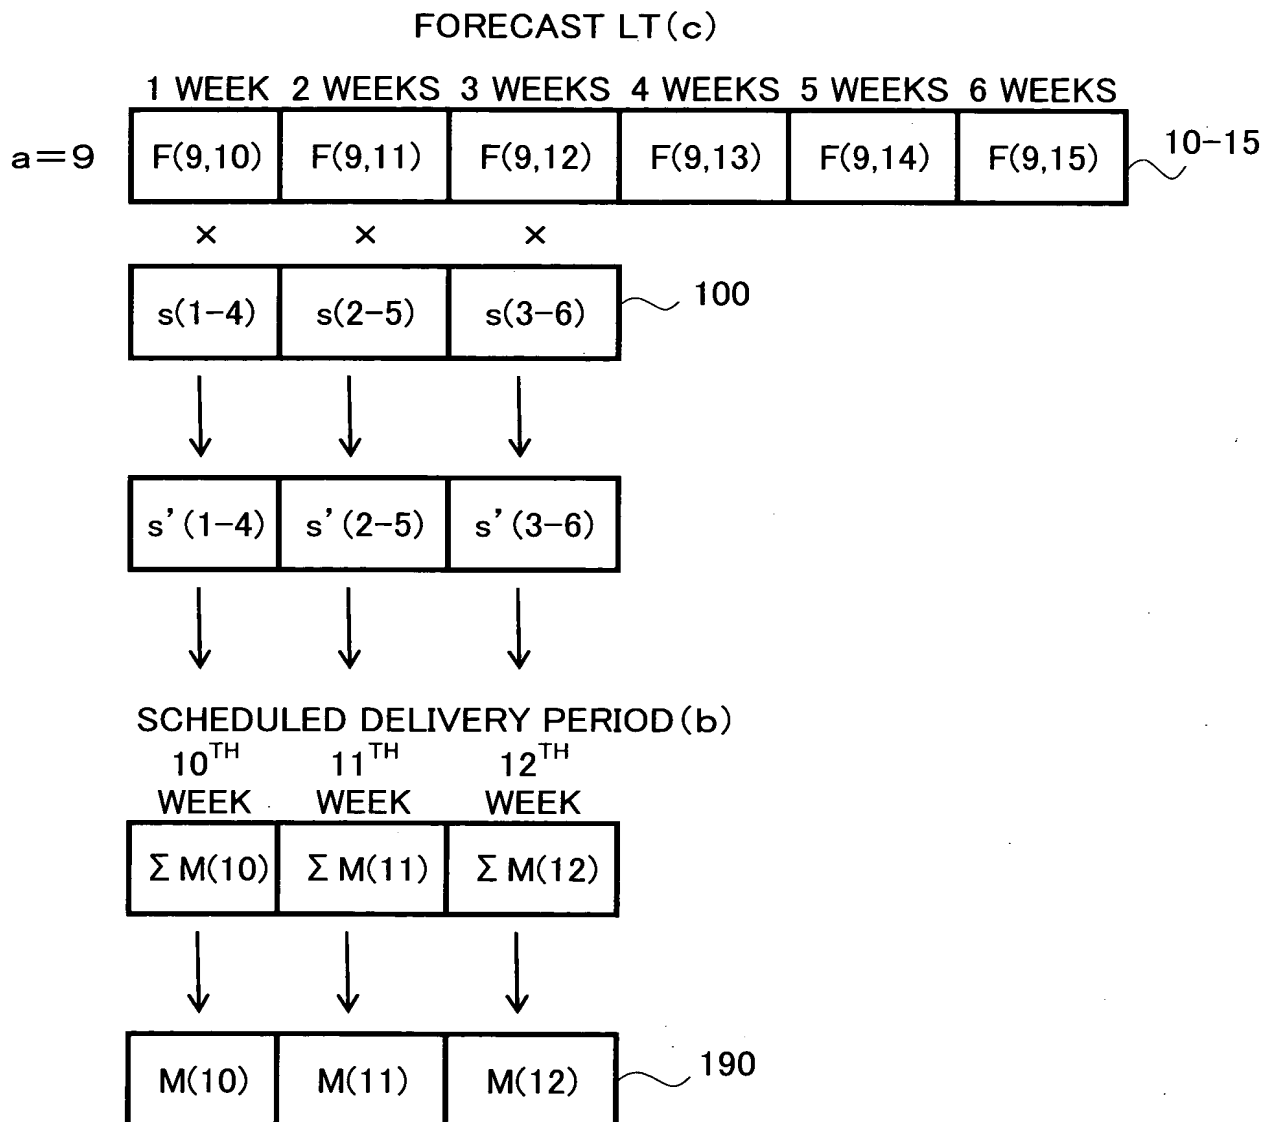 FORECAST LT(c)
1 WEEK 2 WEEKS 3 WEEKS 4 WEEKS 5 WEEKS 6 WEEKS
a=9 F(9,10) F(9,11) F(9,12) F(9,13) F(9,14) F(9,15) 10-15
× × ×
s(1-4) s(2-5) s(3-6) 100
s'(1-4) s'(2-5) s'(3-6)
SCHEDULED DELIVERY PERIOD(b)
10TH 11TH 12TH
WEEK WEEK WEEK
Σ M(10) Σ M(11) Σ M(12)
M(10) M(11) M(12) 190